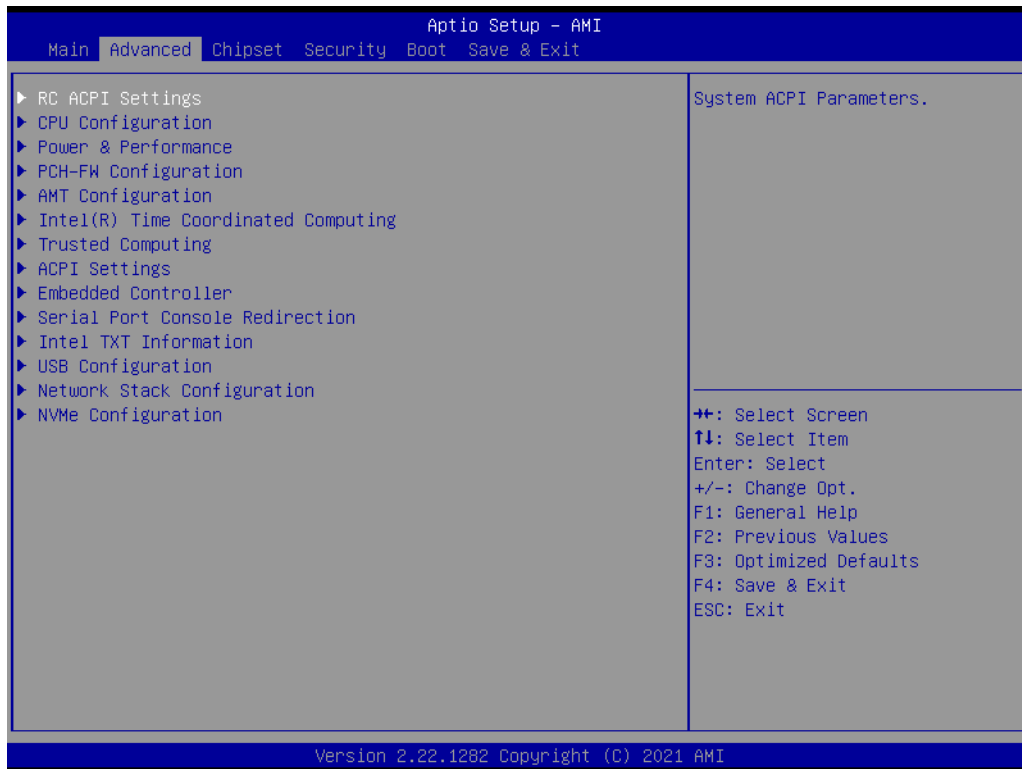 Aptio Setup – AMI
Main Advanced Chipset Security Boot Save & Exit
RC ACPI Settings
CPU Configuration
Power & Performance
PCH-FW Configuration
AMT Configuration
Intel(R) Time Coordinated Computing
Trusted Computing
ACPI Settings
Embedded Controller
Serial Port Console Redirection
Intel TXT Information
USB Configuration
Network Stack Configuration
NVMe Configuration
System ACPI Parameters.
→←: Select Screen
↑↓: Select Item
Enter: Select
+/-: Change Opt.
F1: General Help
F2: Previous Values
F3: Optimized Defaults
F4: Save & Exit
ESC: Exit
Version 2.22.1282 Copyright (C) 2021 AMI